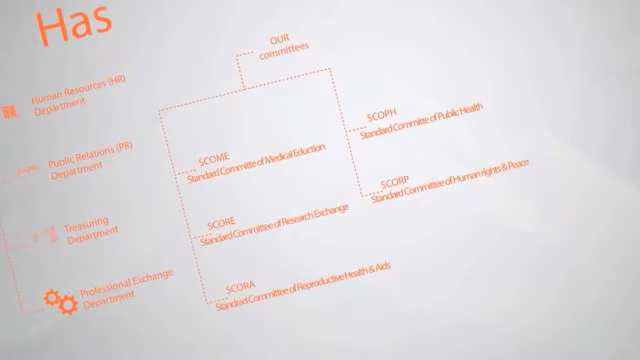 Has
Human Resources (HR)
Department
Public Relations (PR)
Department
Treasuring
Department
Professional Exchange
Department
OUR
committees
SCOME
Standard Committe of Medical Eduction
SCORE
Standard Committe of Research Exchange
SCORA
Standrad Committee of Reproductive Health & Aids
SCOPH
Standard Committe of Public Health
SCORP
Standard Committee of Human rights & Peace